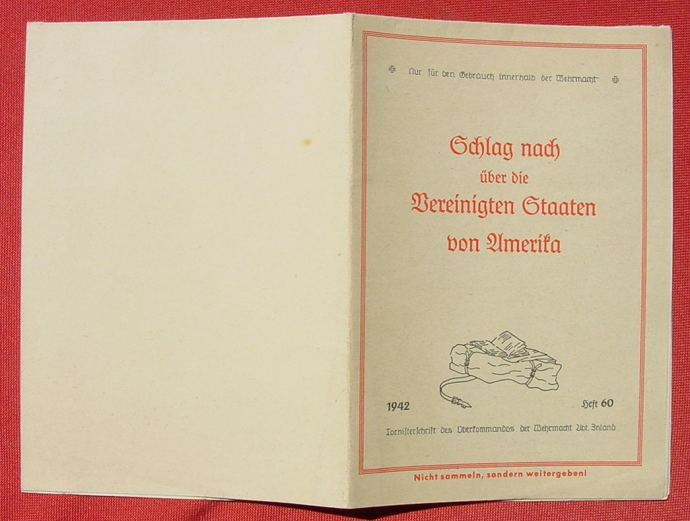 Nur für den Gebrauch innerhalb der Wehrmacht
Schlag nach
über die
Vereinigten Staaten
von Amerika
1942 Heft 60
Tornisterschrift des Oberkommandos der Wehrmacht Abt. Inland
Nicht sammeln, sondern weitergeben!